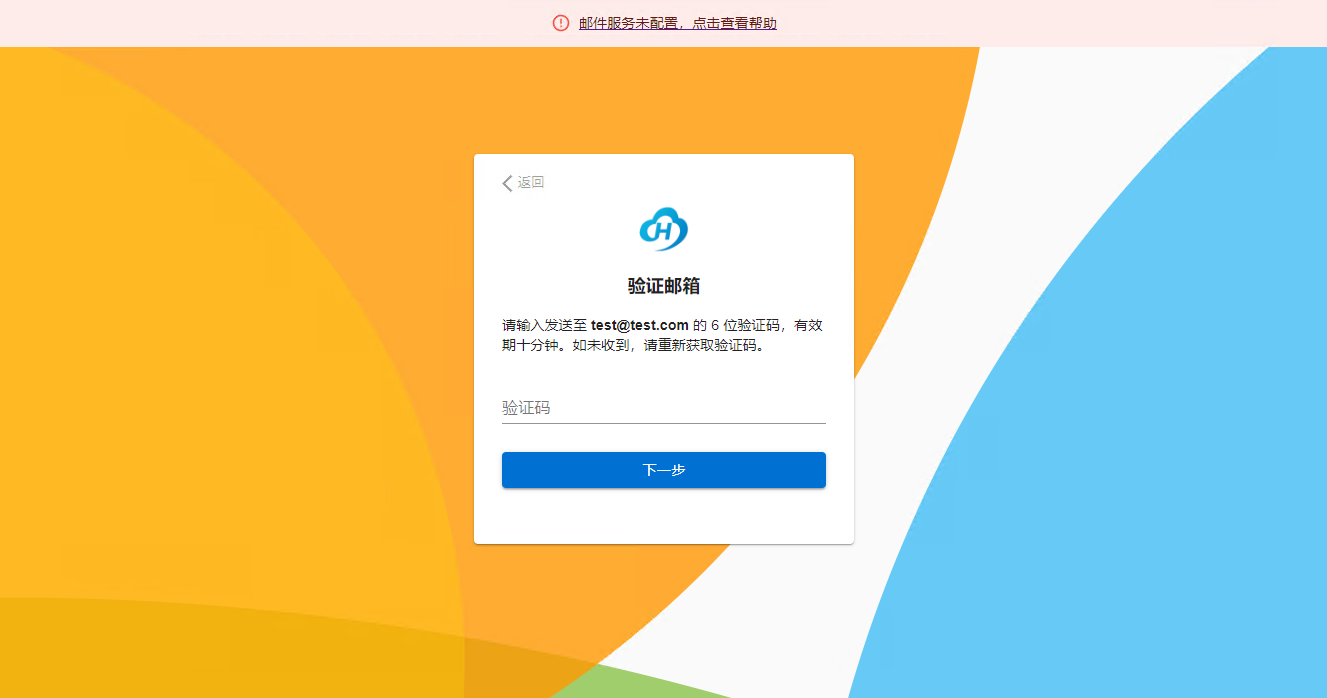 邮件服务未配置，点击查看帮助
返回
H
验证邮箱
请输入发送至 test@test.com 的 6 位验证码，有效
期十分钟。如未收到，请重新获取验证码。
验证码
下一步